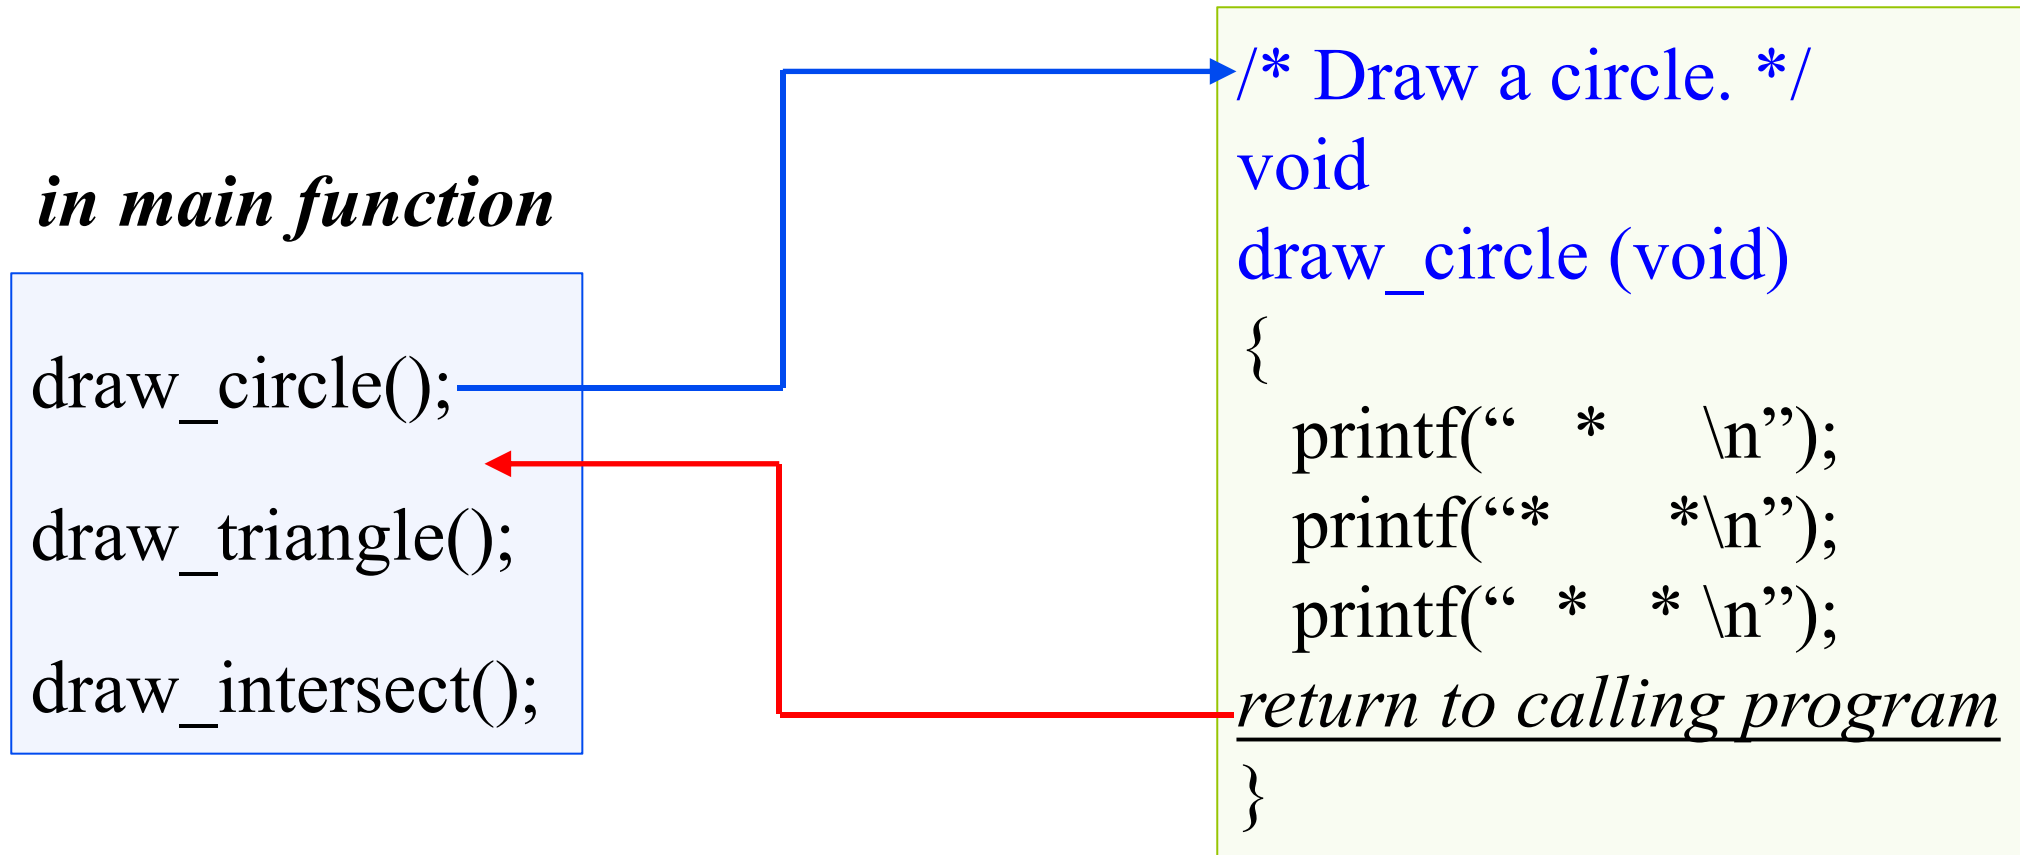 in main function
draw_circle();
draw_triangle();
draw_intersect();
/* Draw a circle. */
void
draw_circle (void)
{
printf(“   *     \n”);
printf(“*      *\n”);
printf(“  *   * \n”);
return to calling program
}